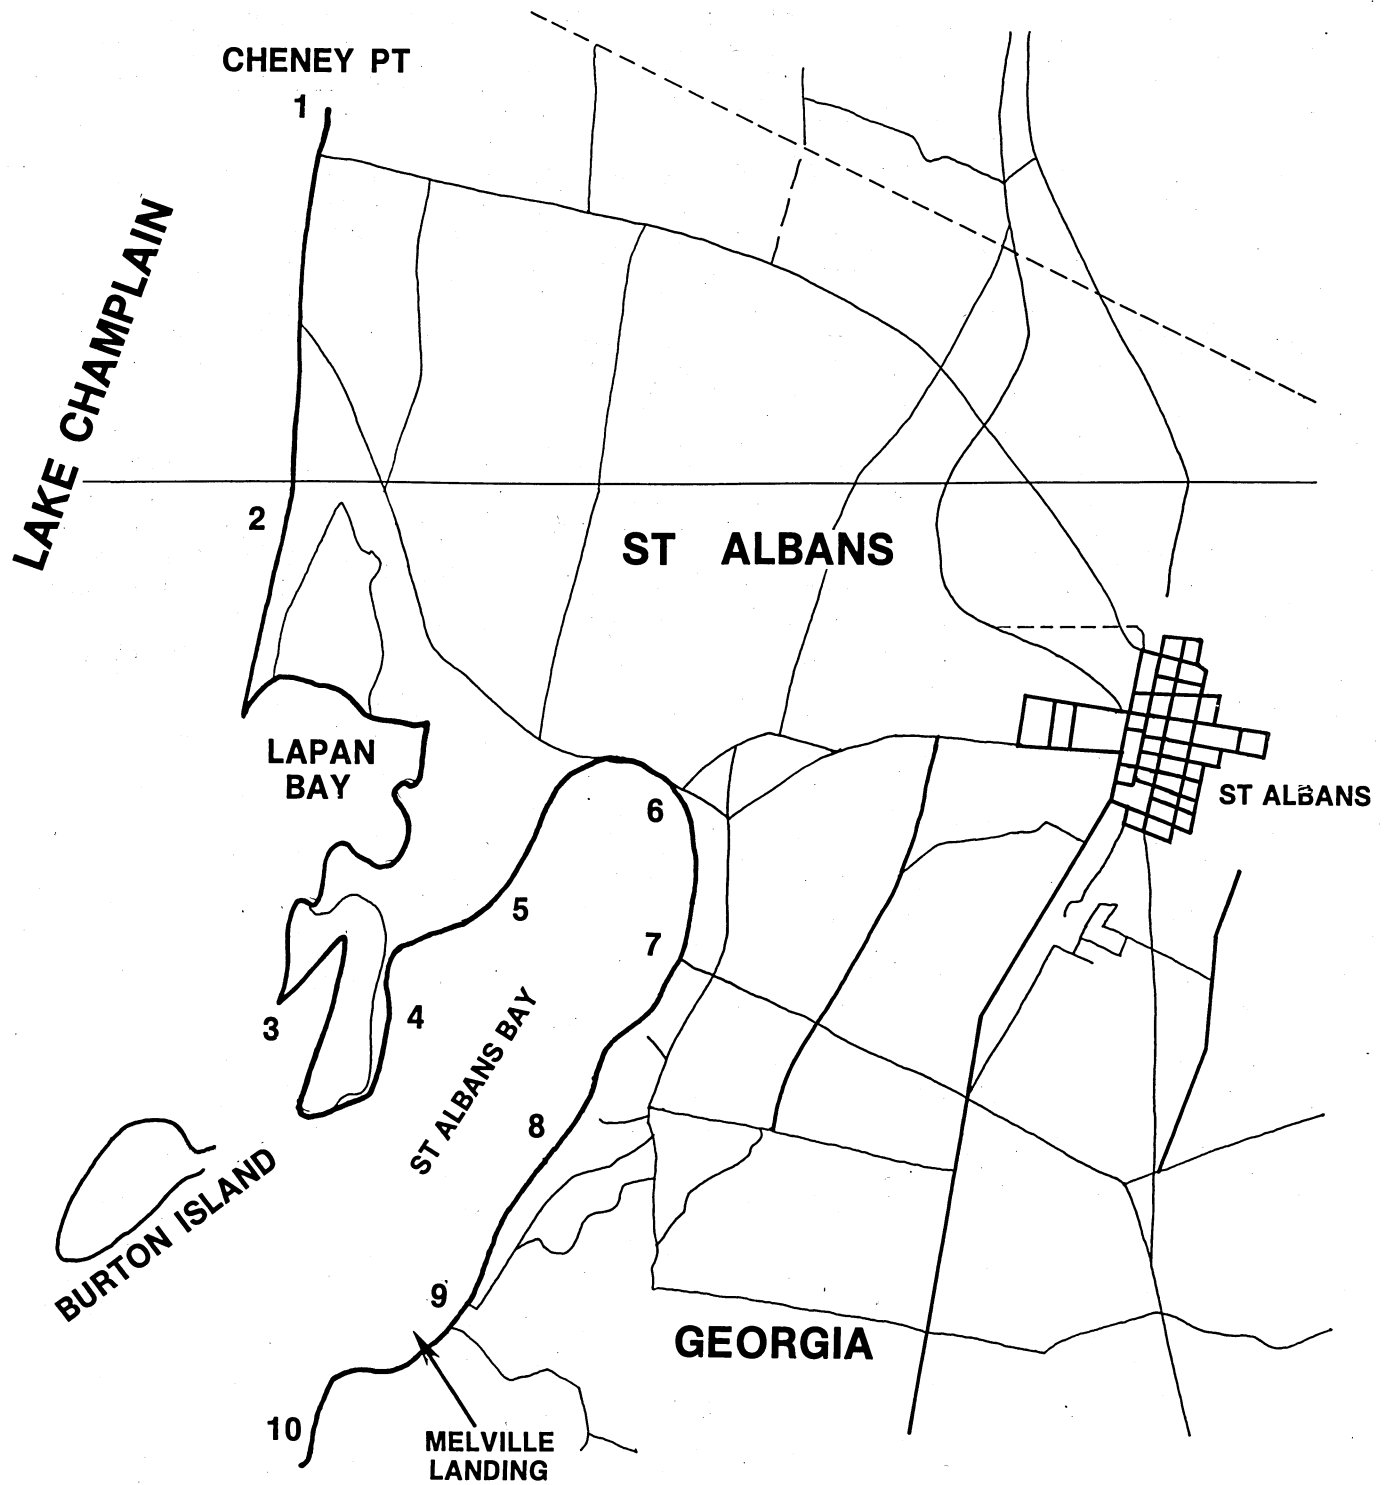 CHENEY PT
1
LAKE CHAMPLAIN
2
ST ALBANS
LAPAN
BAY
ST ALBANS
6
5
7
3
4
ST ALBANS BAY
8
BURTON ISLAND
9
GEORGIA
10
MELVILLE
LANDING